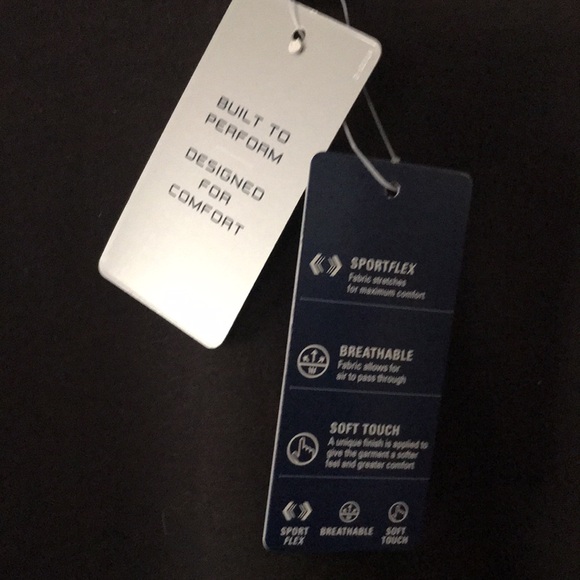 BUILT TO
PERFORM
DESIGNED
FOR
COMFORT
SPORTFLEX
Fabric stretches
for maximum comfort
BREATHABLE
Fabric allows for
air to pass through
SOFT TOUCH
A unique finish is applied to
give the garment a softer
feel and greater comfort
SPORT
FLEX
BREATHABLE
SOFT
TOUCH